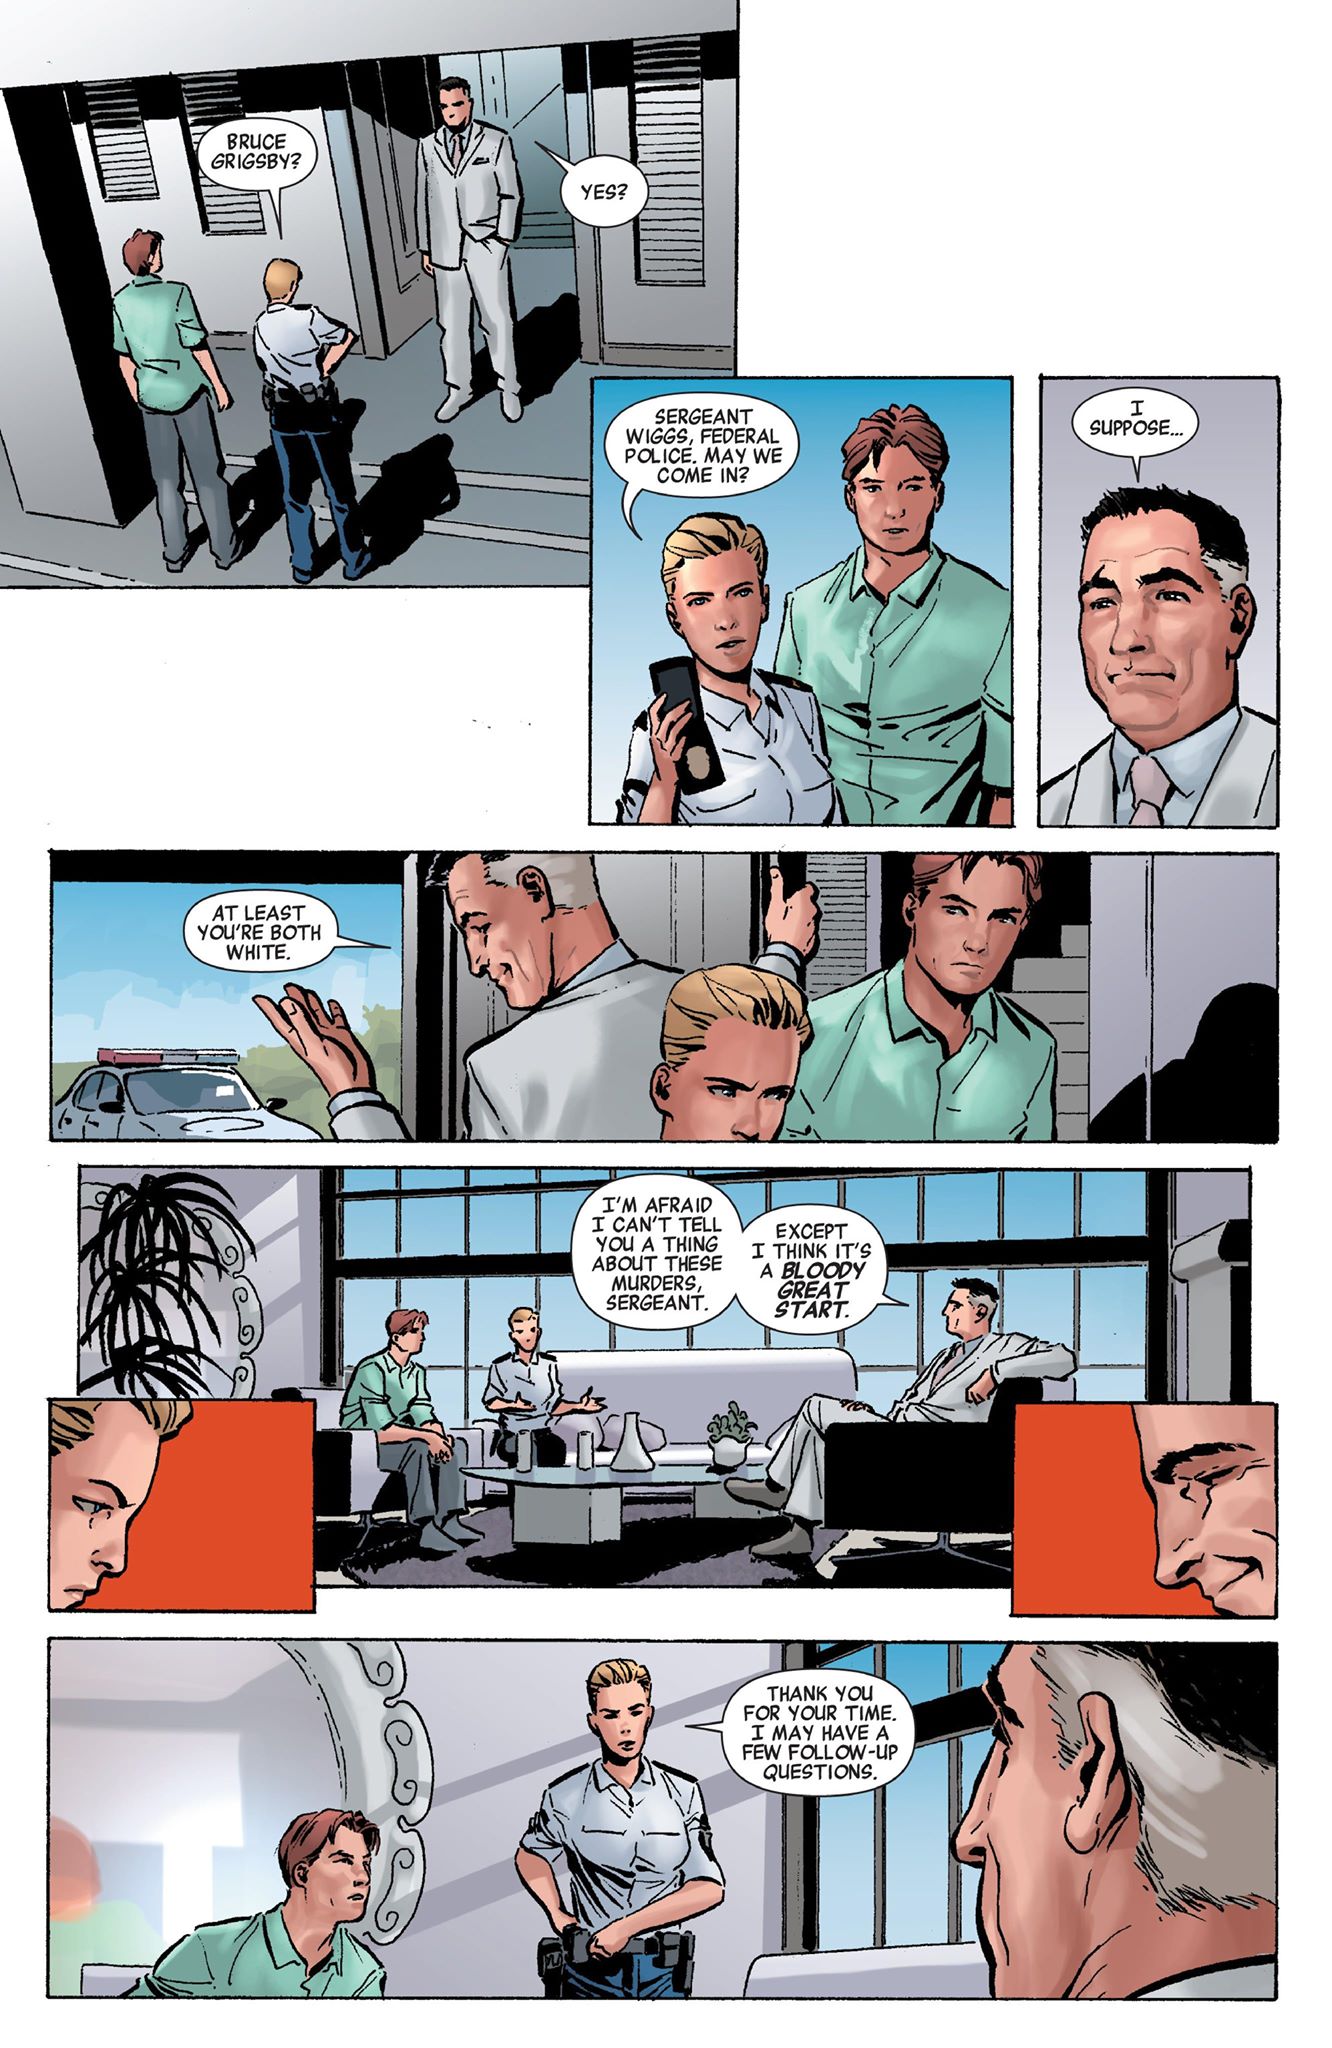 BRUCE
GRIGSBY?
YES?
SERGEANT
WIGGS, FEDERAL
POLICE. MAY WE
COME IN?
I
SUPPOSE...
AT LEAST
YOU'RE BOTH
WHITE.
I'M AFRAID
I CAN'T TELL
YOU A THING
ABOUT THESE
MURDERS,
SERGEANT.
EXCEPT
I THINK IT'S
A BLOODY
GREAT
START.
THANK YOU
FOR YOUR TIME.
I MAY HAVE A
FEW FOLLOW-UP
QUESTIONS.